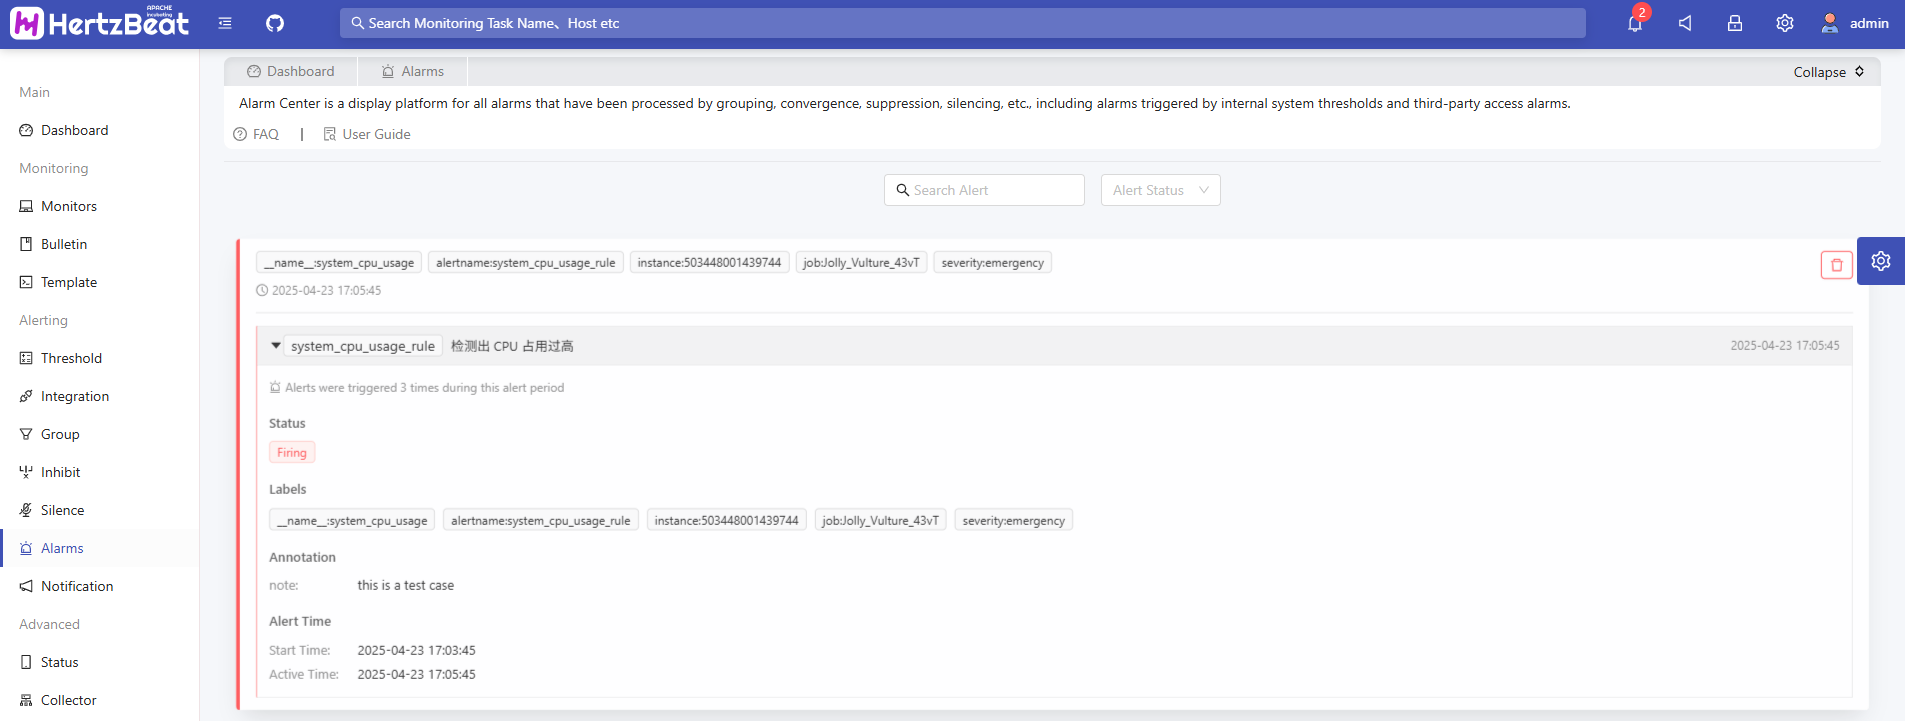 APACHE
incubating
HertzBeat
Search Monitoring Task Name、Host etc
2
admin
Main
Dashboard
Monitoring
Monitors
Bulletin
Template
Alerting
Threshold
Integration
Group
Inhibit
Silence
Alarms
Notification
Advanced
Status
Collector
Dashboard Alarms Collapse
Alarm Center is a display platform for all alarms that have been processed by grouping, convergence, suppression, silencing, etc., including alarms triggered by internal system thresholds and third-party access alarms.
FAQ | User Guide
Search Alert Alert Status
__name__:system_cpu_usage alertname:system_cpu_usage_rule instance:503448001439744 job:Jolly_Vulture_43vT severity:emergency
2025-04-23 17:05:45
system_cpu_usage_rule 检测出 CPU 占用过高 2025-04-23 17:05:45
Alerts were triggered 3 times during this alert period
Status
Firing
Labels
__name__:system_cpu_usage alertname:system_cpu_usage_rule instance:503448001439744 job:Jolly_Vulture_43vT severity:emergency
Annotation
note: this is a test case
Alert Time
Start Time: 2025-04-23 17:03:45
Active Time: 2025-04-23 17:05:45